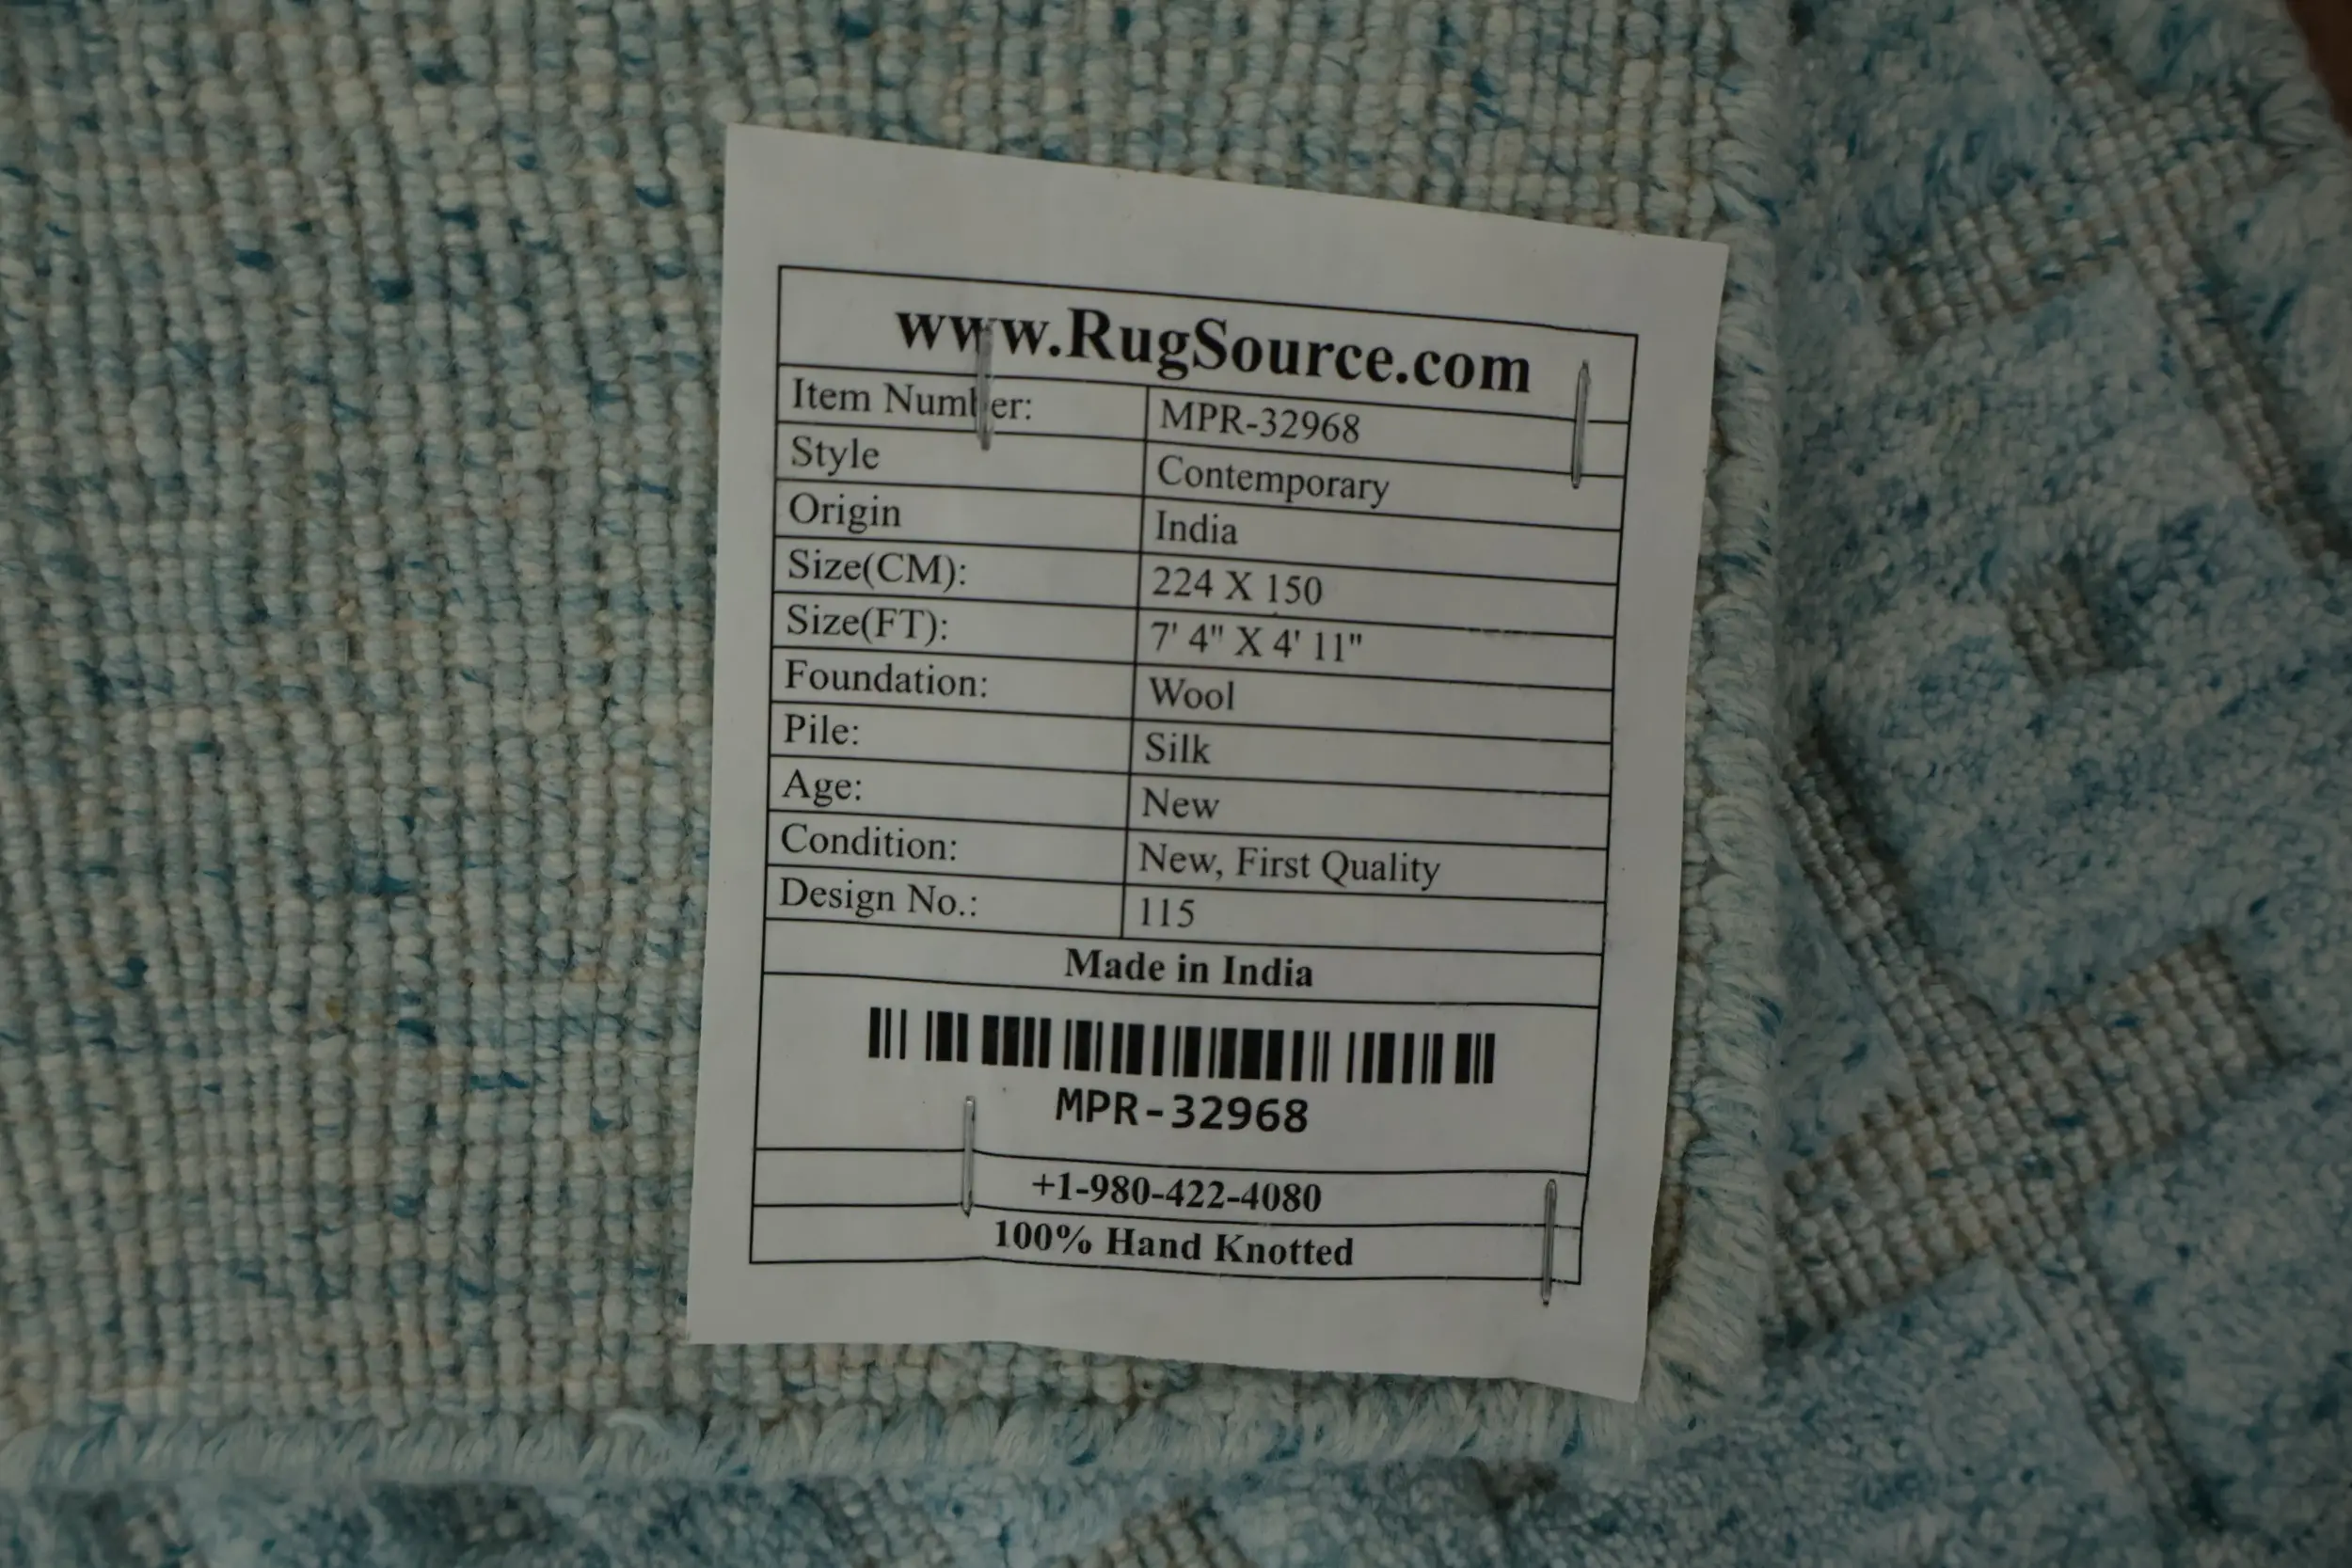 www.RugSource.com
Item Number: MPR-32968
Style Contemporary
Origin India
Size(CM): 224 X 150
Size(FT): 7' 4" X 4' 11"
Foundation: Wool
Pile: Silk
Age: New
Condition: New, First Quality
Design No.: 115
Made in India
MPR-32968
+1-980-422-4080
100% Hand Knotted